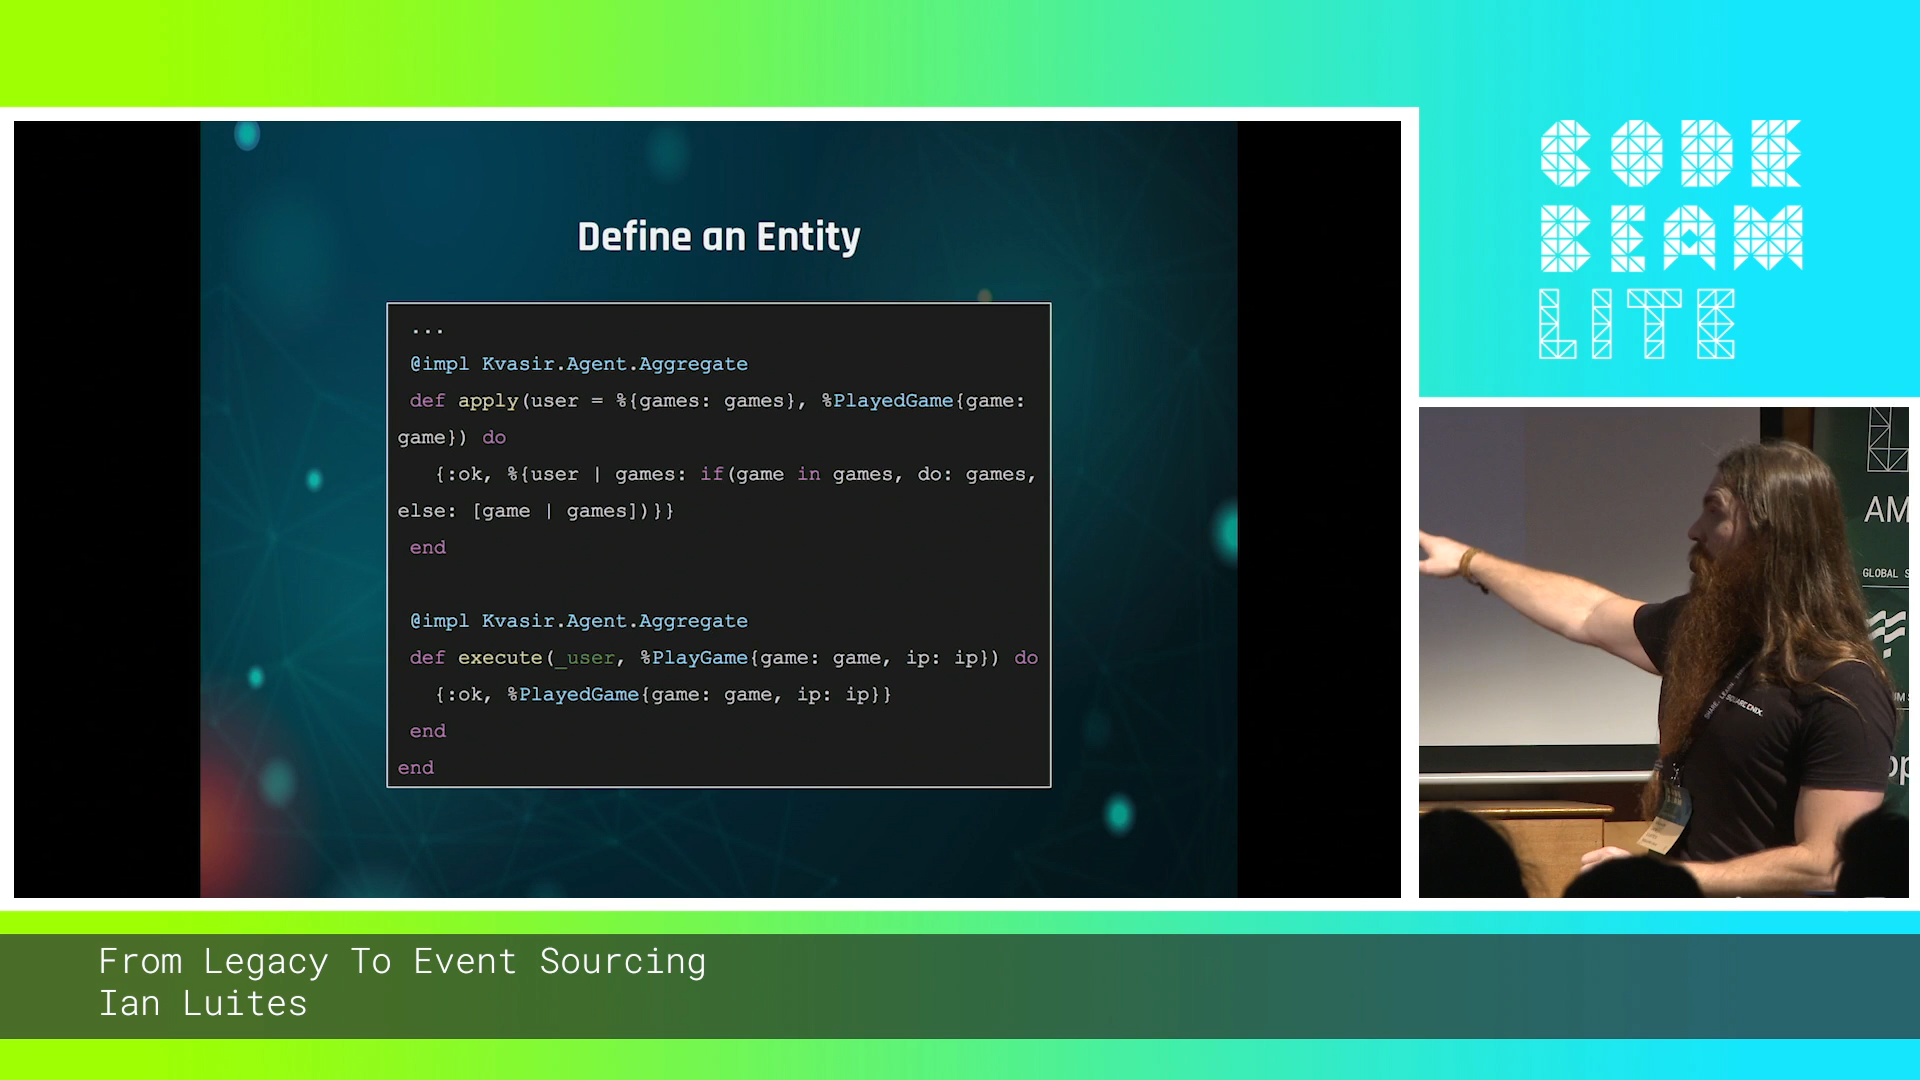 CODE
BEAM
LITE
Define an Entity
...
@impl Kvasir.Agent.Aggregate
def apply(user = %{games: games}, %PlayedGame{game:
game}) do
{:ok, %{user | games: if(game in games, do: games,
else: [game | games])}}
end
@impl Kvasir.Agent.Aggregate
def execute(_user, %PlayGame{game: game, ip: ip}) do
{:ok, %PlayedGame{game: game, ip: ip}}
end
end
AM
GLOBAL S
SQUARE ENIX.
From Legacy To Event Sourcing
Ian Luites